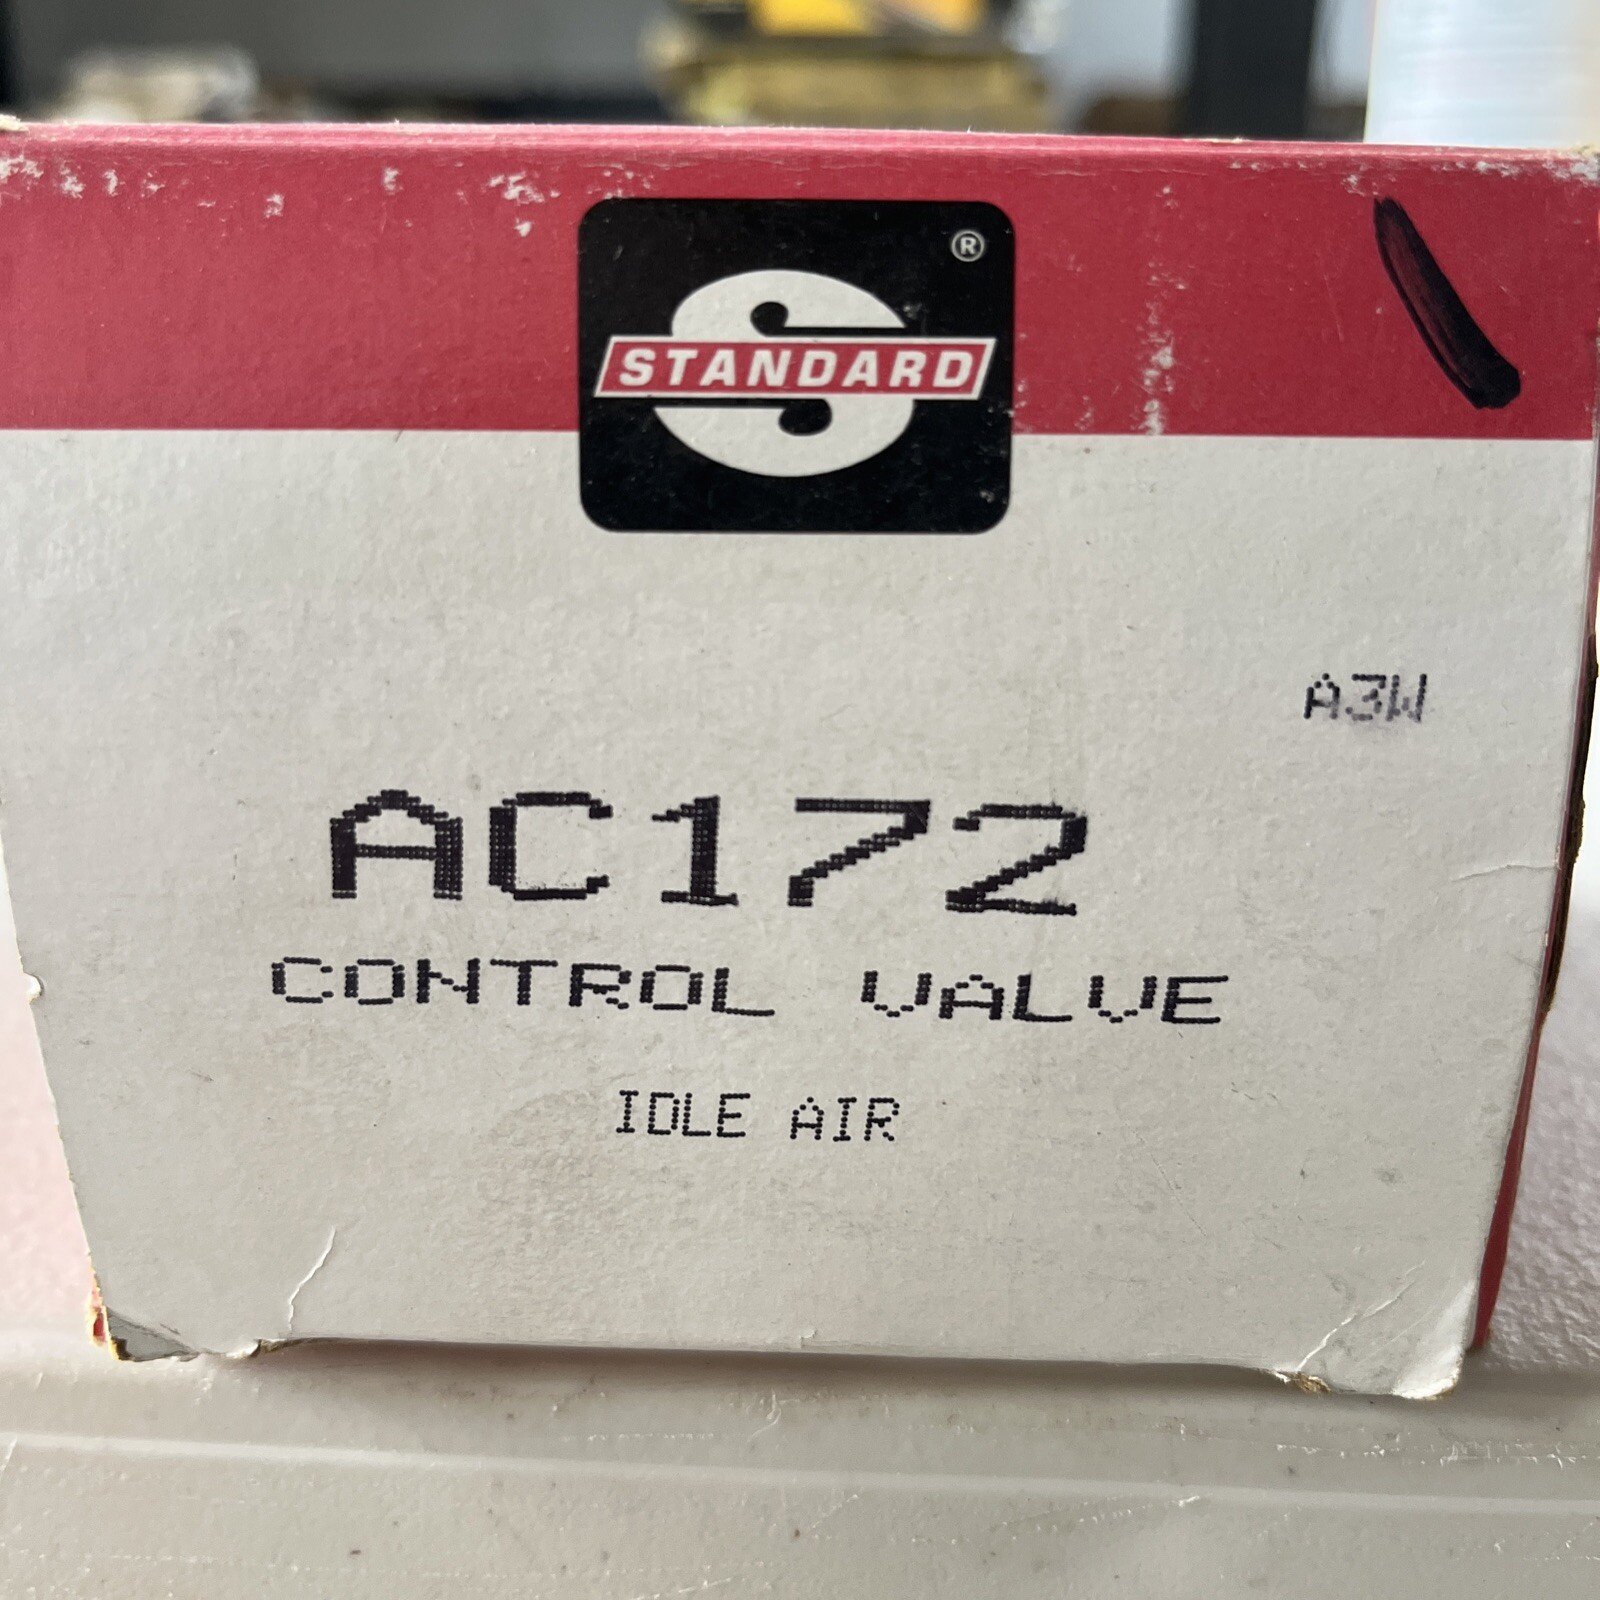 ®
STANDARD
A3W
AC172
CONTROL VALVE
IDLE AIR